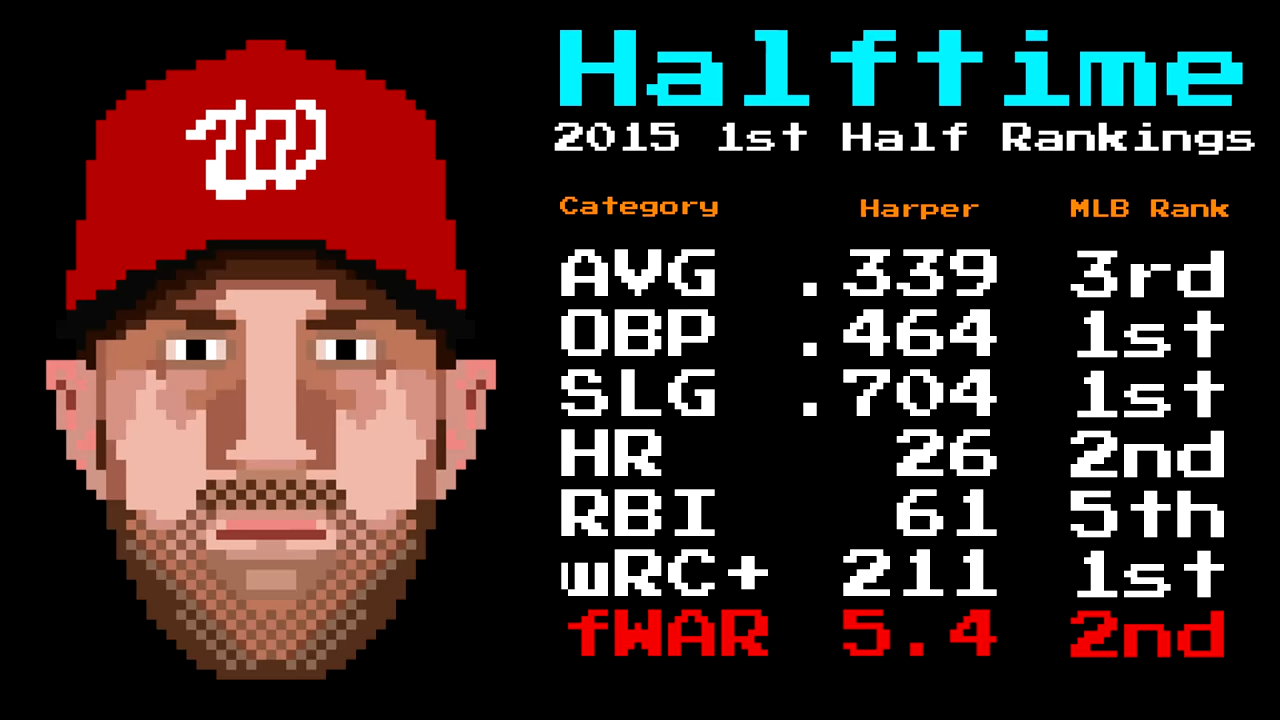 W
Halftime
2015 1st Half Rankings
Category Harper MLB Rank
AVG .339 3rd
OBP .464 1st
SLG .704 1st
HR 26 2nd
RBI 61 5th
wRC+ 211 1st
fWAR 5.4 2nd